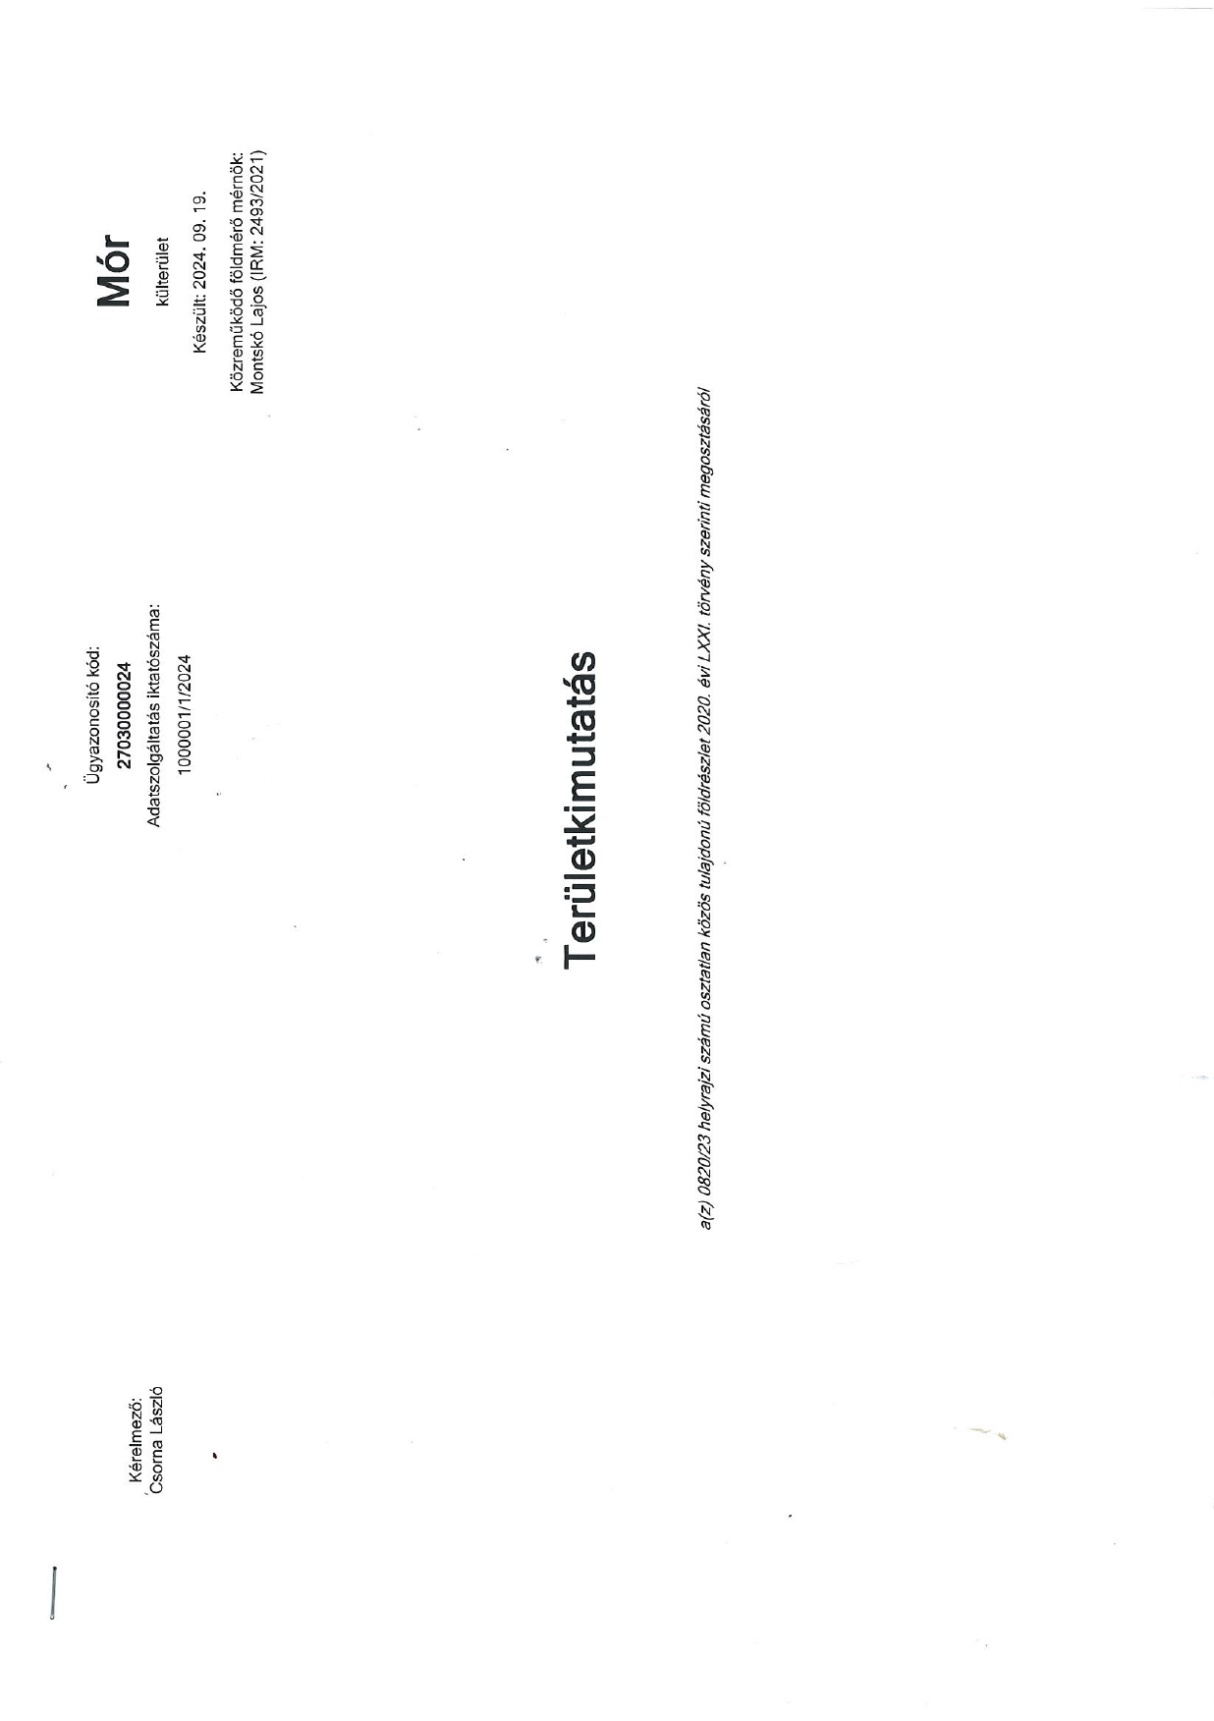 Kérelmező:
Csorna László
Ügyazonosító kód:
27030000024
Adatszolgáltatás iktatószáma:
1000001/1/2024
Mór
külterület
Készült: 2024. 09. 19.
Közreműködő földmérő mérnök:
Montskó Lajos (IRM: 2493/2021)
Területkimutatás
a(z) 0820/23 helyrajzi számú osztatlan közös tulajdonú földrészlet 2020. évi LXXI. törvény szerinti megosztásáról